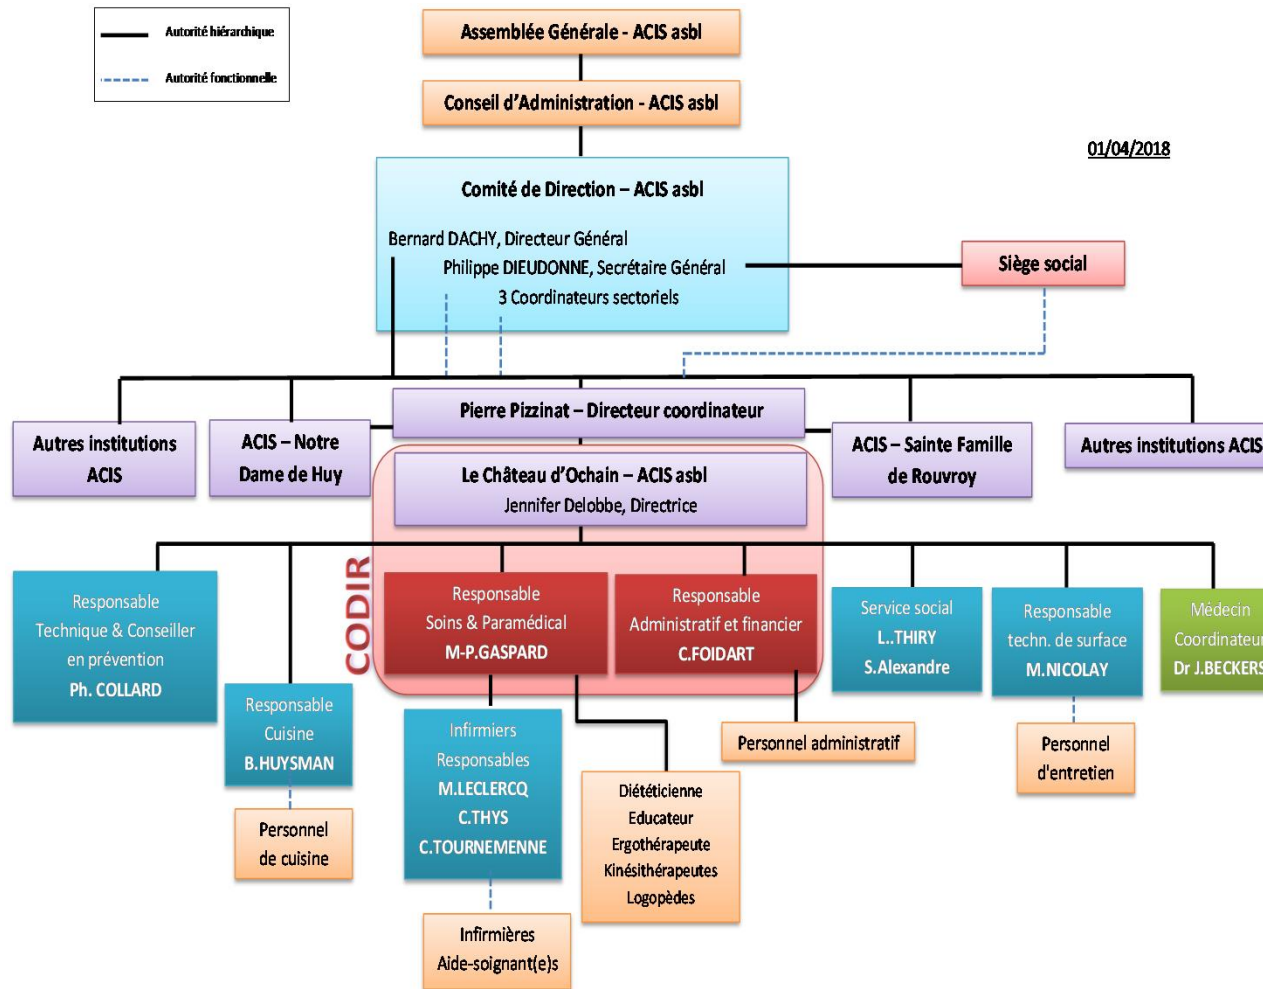 Autorité hiérarchique
Autorité fonctionnelle
Assemblée Générale - ACIS asbl
Conseil d'Administration - ACIS asbl
01/04/2018
Comité de Direction – ACIS asbl
Bernard DACHY, Directeur Général
Philippe DIEUDONNE, Secrétaire Général
3 Coordinateurs sectoriels
Siège social
Pierre Pizzinat – Directeur coordinateur
Autres institutions
ACIS
ACIS – Notre
Dame de Huy
ACIS – Sainte Famille
de Rouvroy
Autres institutions ACIS
Le Château d'Ochain – ACIS asbl
Jennifer Delobbe, Directrice
CODIR
Responsable
Technique & Conseiller
en prévention
Ph. COLLARD
Responsable
Cuisine
B.HUYSMAN
Responsable
Soins & Paramédical
M-P.GASPARD
Responsable
Administratif et financier
C.FOIDART
Service social
L..THIRY
S.Alexandre
Responsable
techn. de surface
M.NICOLAY
Médecin
Coordinateur
Dr J.BECKERS
Personnel
de cuisine
Infirmiers
Responsables
M.LECLERCQ
C.THYS
C.TOURNEMENNE
Diététicienne
Educateur
Ergothérapeute
Kinésithérapeutes
Logopèdes
Personnel administratif
Personnel
d'entretien
Infirmières
Aide-soignant(e)s